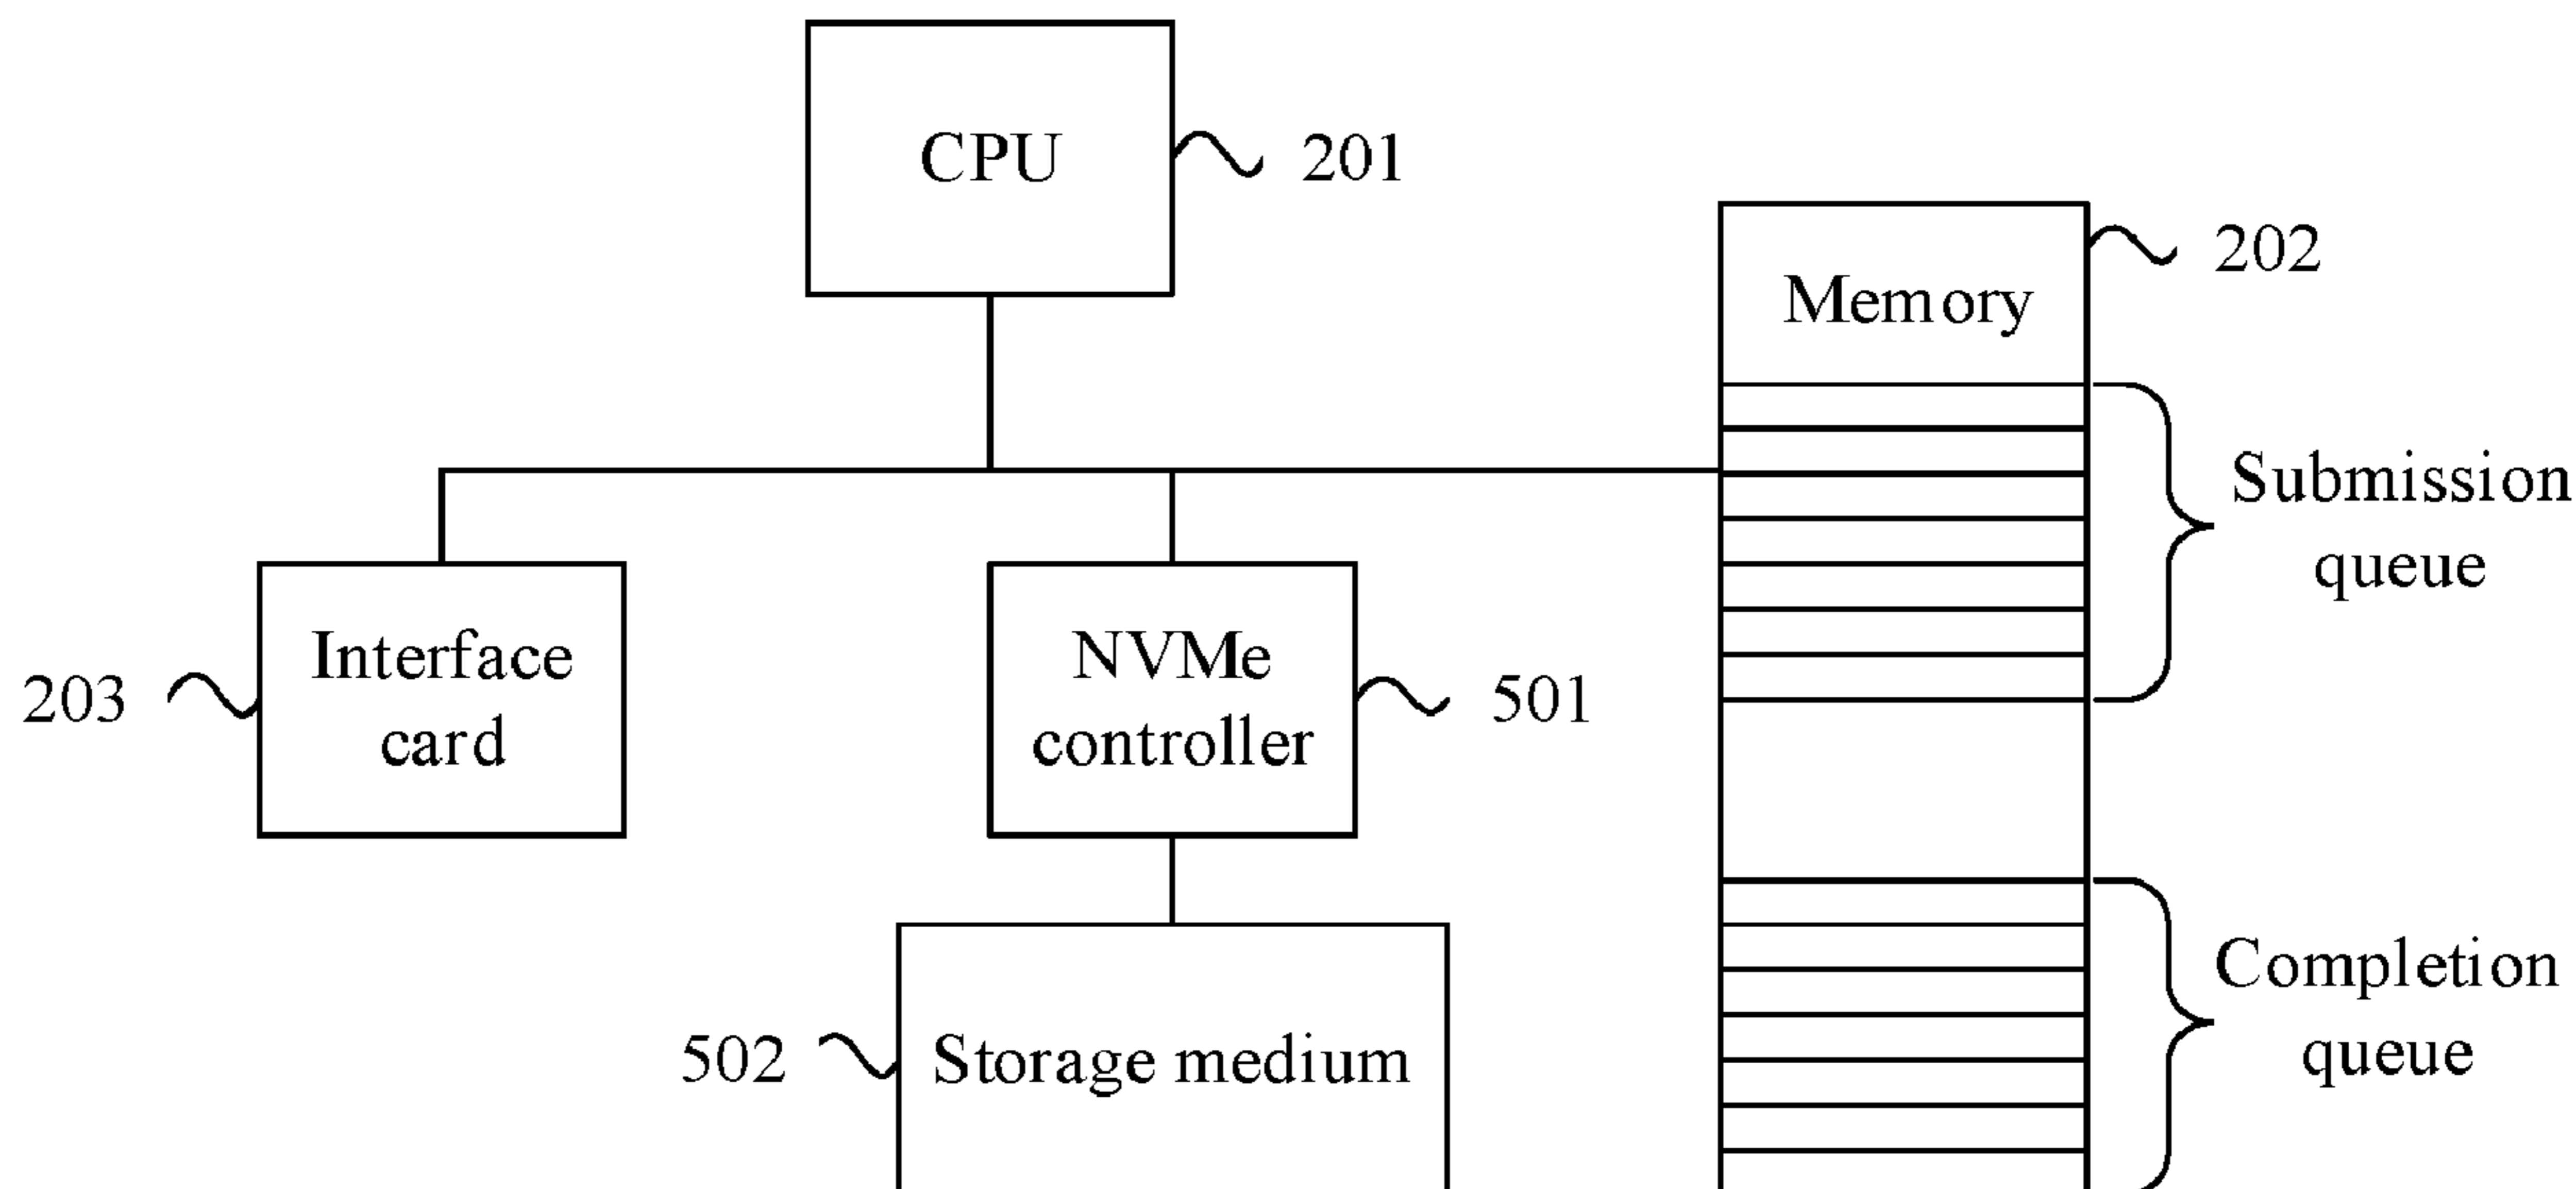 CPU
201
202
Memory
Submission
queue
Interface
card
203
NVMe
controller
501
Completion
queue
502
Storage medium